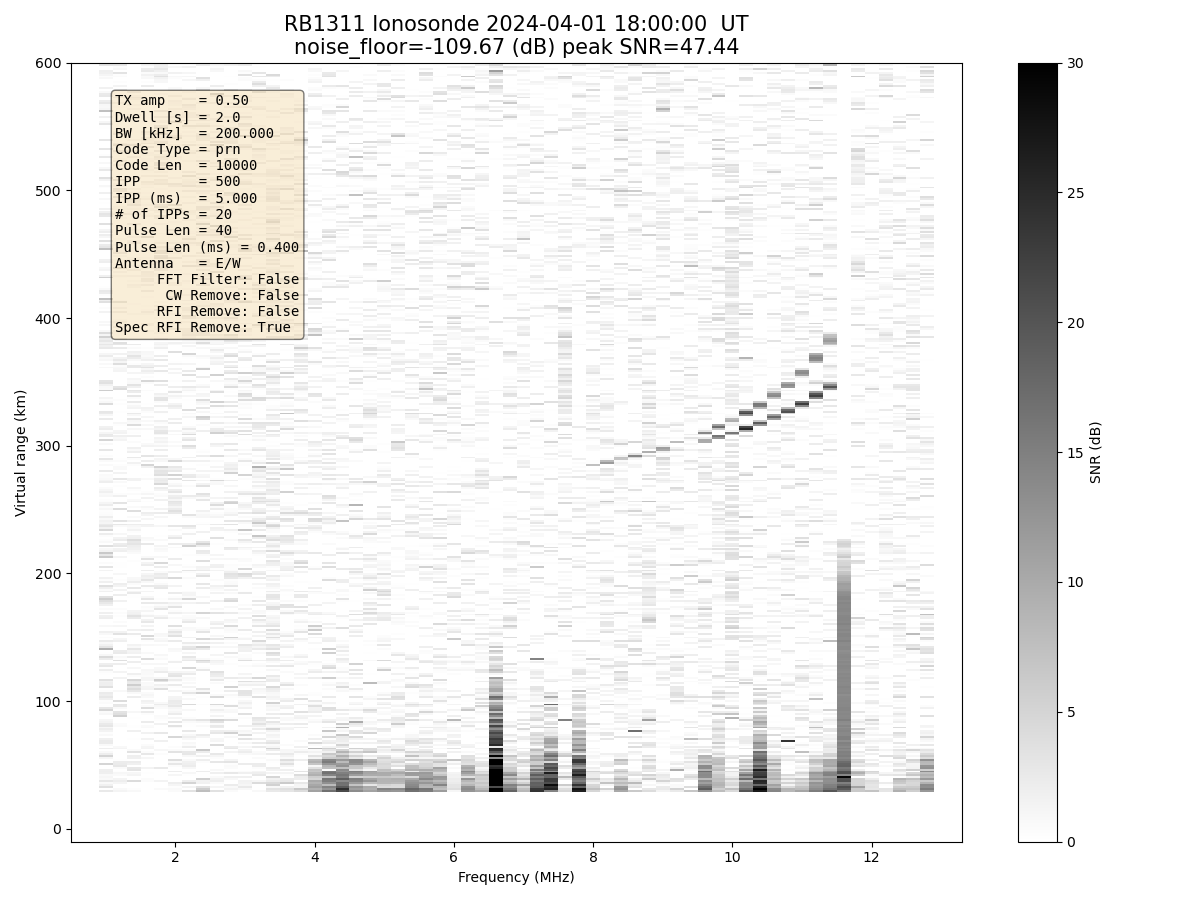 RB1311 Ionosonde 2024-04-01 18:00:00  UT
noise_floor=-109.67 (dB) peak SNR=47.44
TX amp    = 0.50
Dwell [s] = 2.0
BW [kHz]  = 200.000
Code Type = prn
Code Len  = 10000
IPP       = 500
IPP (ms)  = 5.000
# of IPPs = 20
Pulse Len = 40
Pulse Len (ms) = 0.400
Antenna   = E/W
FFT Filter: False
CW Remove: False
RFI Remove: False
Spec RFI Remove: True
600
500
400
300
200
100
0
Virtual range (km)
2
4
6
8
10
12
Frequency (MHz)
30
25
20
15
10
5
0
SNR (dB)